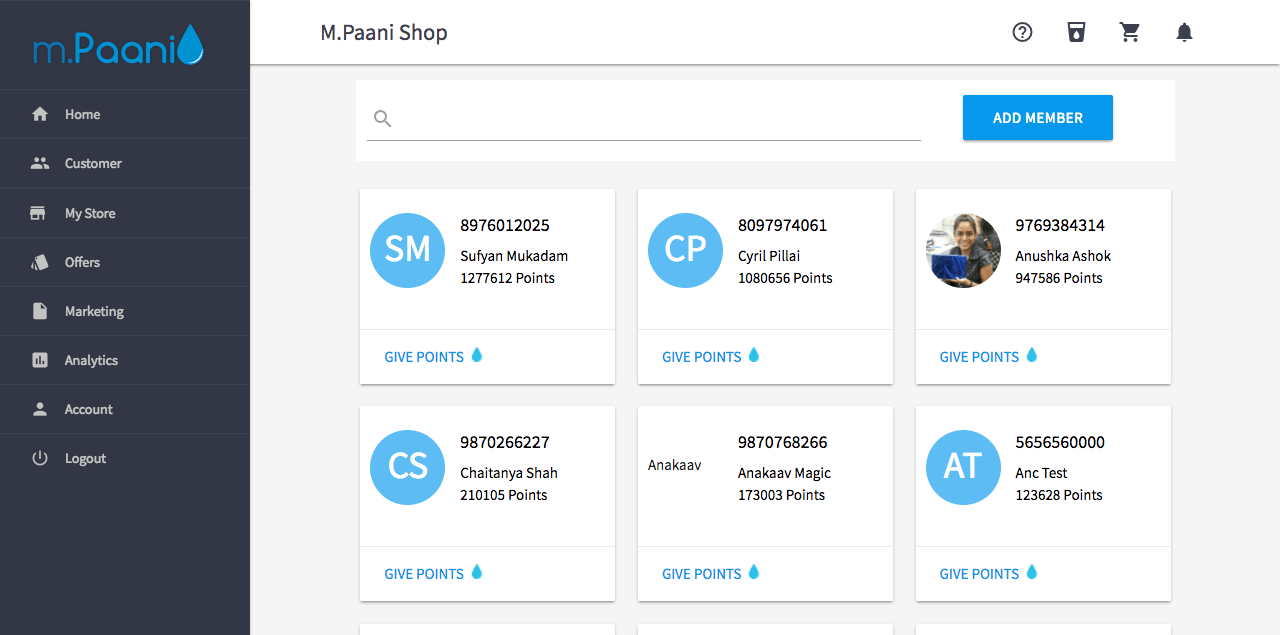 m.Paani
M.Paani Shop
Home
Customer
My Store
Offers
Marketing
Analytics
Account
Logout
ADD MEMBER
SM
8976012025
Sufyan Mukadam
1277612 Points
GIVE POINTS
CP
8097974061
Cyril Pillai
1080656 Points
GIVE POINTS
9769384314
Anushka Ashok
947586 Points
GIVE POINTS
CS
9870266227
Chaitanya Shah
210105 Points
GIVE POINTS
Anakaav
9870768266
Anakaav Magic
173003 Points
GIVE POINTS
AT
5656560000
Anc Test
123628 Points
GIVE POINTS